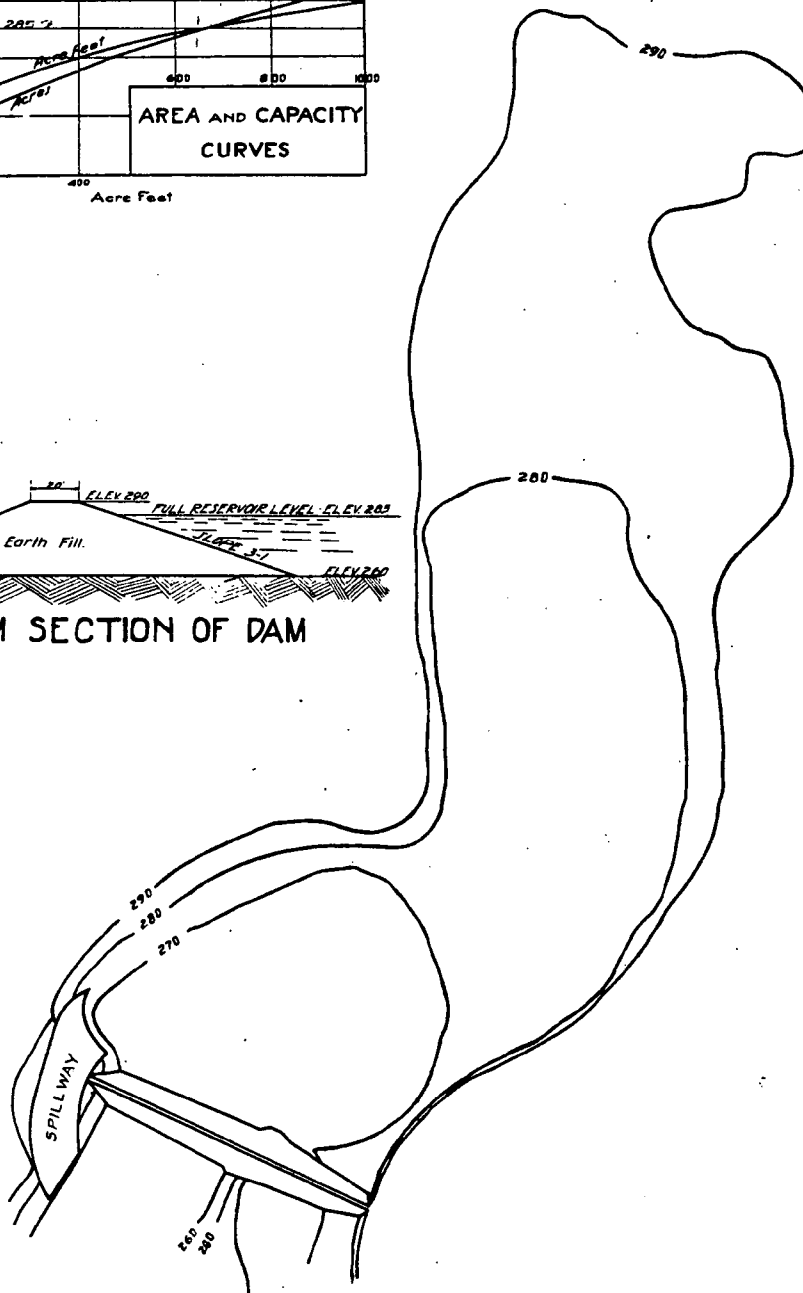 285
Acre Feet
Acres
600 800 1000
AREA AND CAPACITY
CURVES
400
Acre Feet
290
20'
ELEV. 290
FULL RESERVOIR LEVEL-ELEV. 285
Earth Fill.
SLOPE 3-1
ELEV. 260
SECTION OF DAM
280
290
280
270
SPILLWAY
260
280